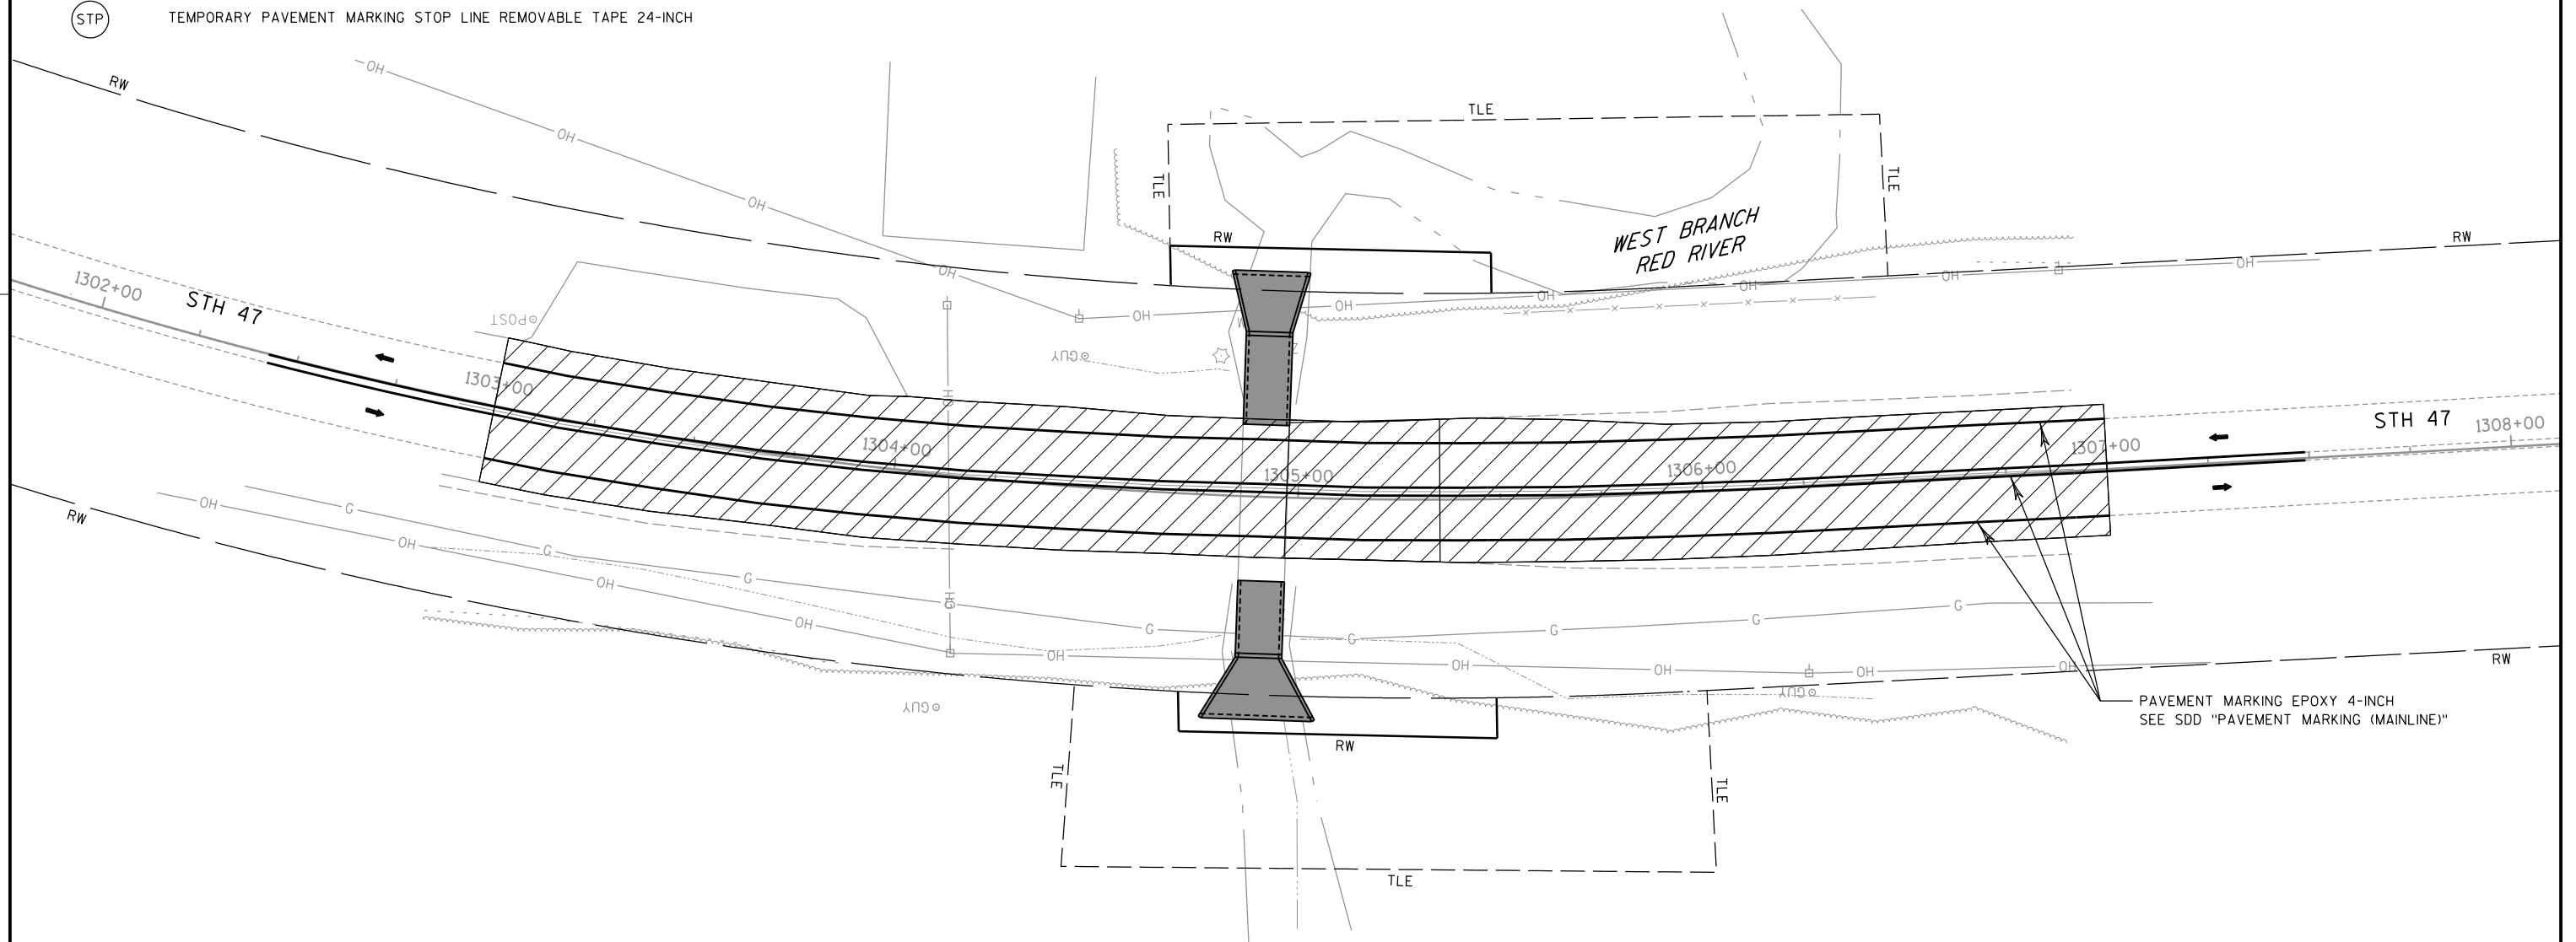 STP
TEMPORARY PAVEMENT MARKING STOP LINE REMOVABLE TAPE 24-INCH
OH
RW
TLE
OH
TLE
TLE
OH
WEST BRANCH
RED RIVER
RW
RW
OH
OH
OH
1302+00
STH 47
OH
OH
OH
OH
POST
GUY
1303+00
OH
STH 47
1308+00
1304+00
1307+00
1305+00
1306+00
OH
G
RW
OH
G
G
OH
OH
G
G
G
G
G
OH
OH
OH
OH
OH
OH
RW
GUY
GUY
PAVEMENT MARKING EPOXY 4-INCH
SEE SDD "PAVEMENT MARKING (MAINLINE)"
RW
TLE
TLE
TLE